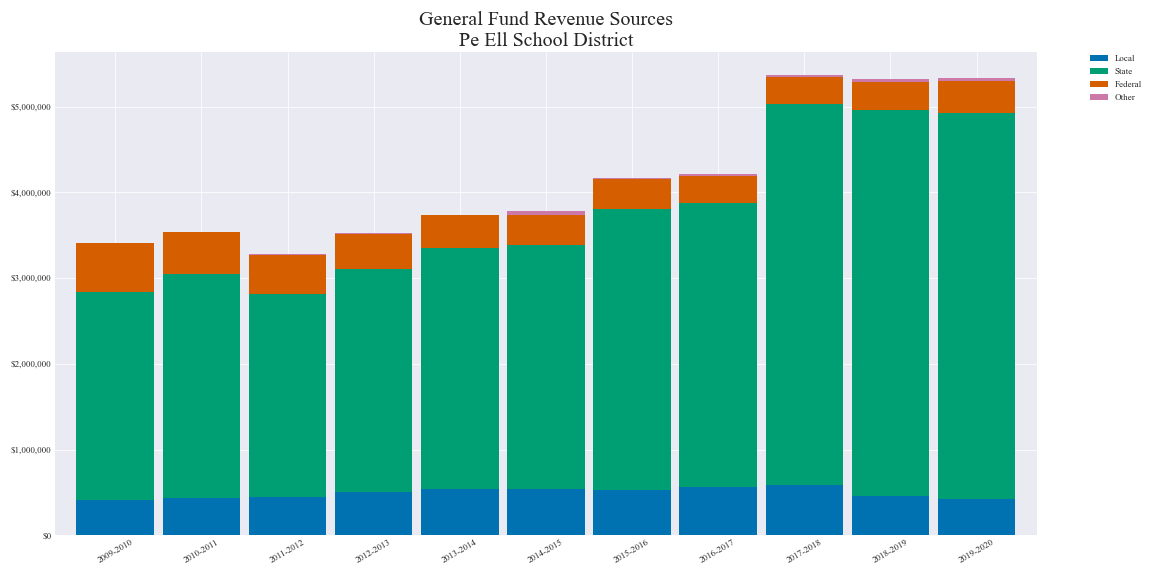 General Fund Revenue Sources
Pe Ell School District
Local
State
Federal
Other
$5,000,000
$4,000,000
$3,000,000
$2,000,000
$1,000,000
$0
2009-2010
2010-2011
2011-2012
2012-2013
2013-2014
2014-2015
2015-2016
2016-2017
2017-2018
2018-2019
2019-2020